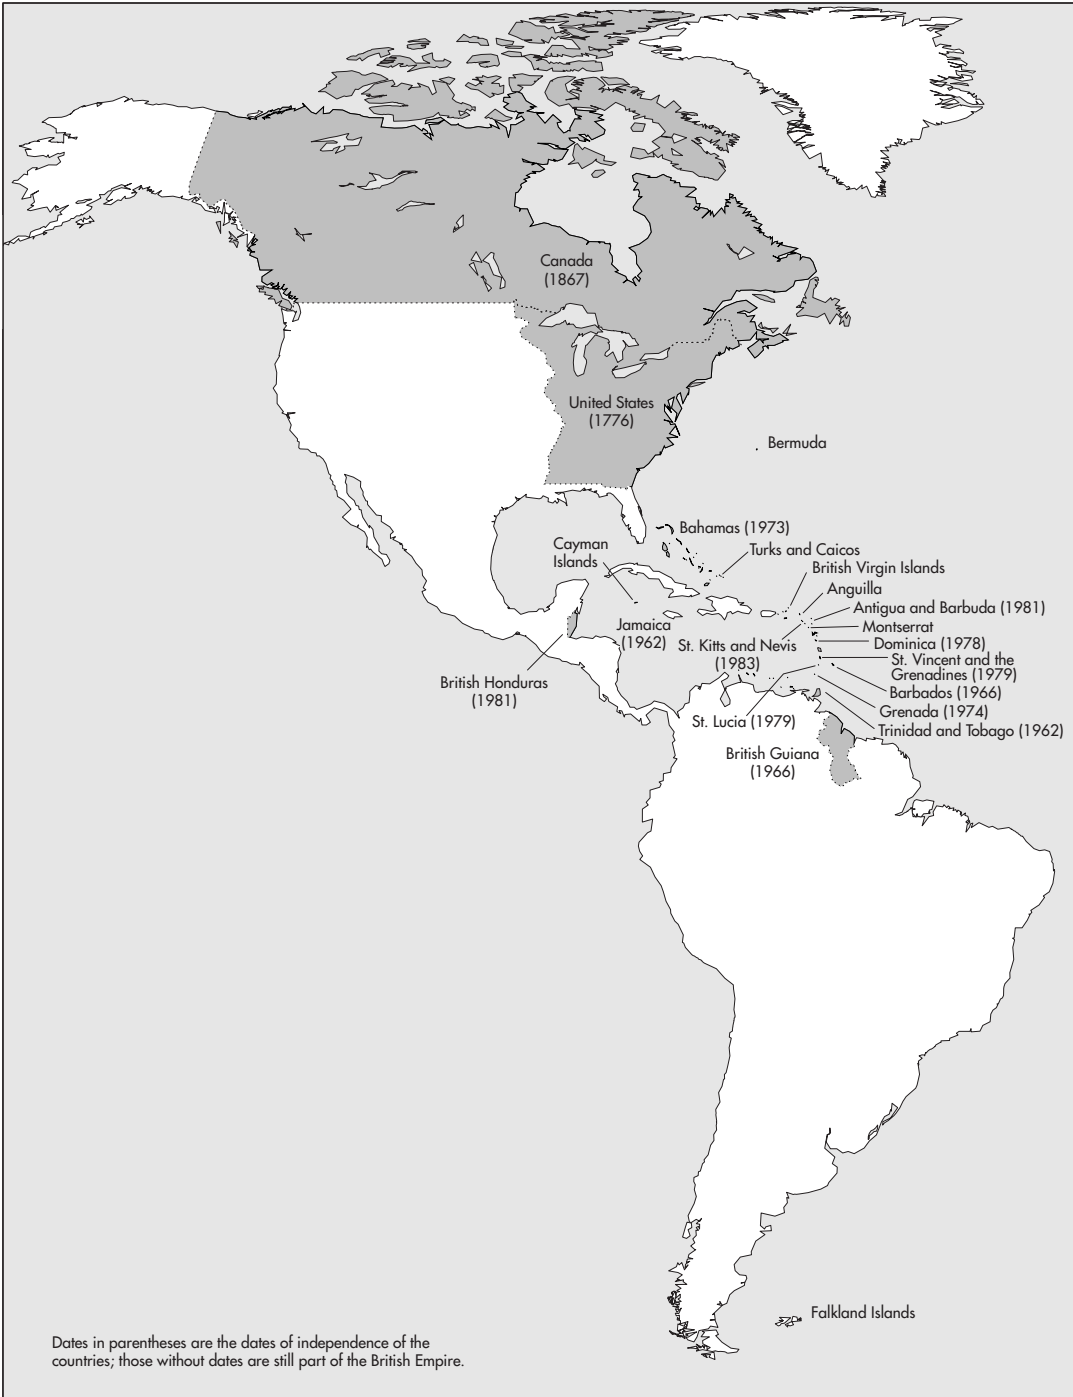 Canada
(1867)
United States
(1776)
Bermuda
Bahamas (1973)
Cayman
Islands
Turks and Caicos
British Virgin Islands
Anguilla
Antigua and Barbuda (1981)
Jamaica
(1962)
St. Kitts and Nevis
(1983)
Montserrat
Dominica (1978)
St. Vincent and the
Grenadines (1979)
Barbados (1966)
British Honduras
(1981)
Grenada (1974)
St. Lucia (1979)
Trinidad and Tobago (1962)
British Guiana
(1966)
Falkland Islands
Dates in parentheses are the dates of independence of the
countries; those without dates are still part of the British Empire.